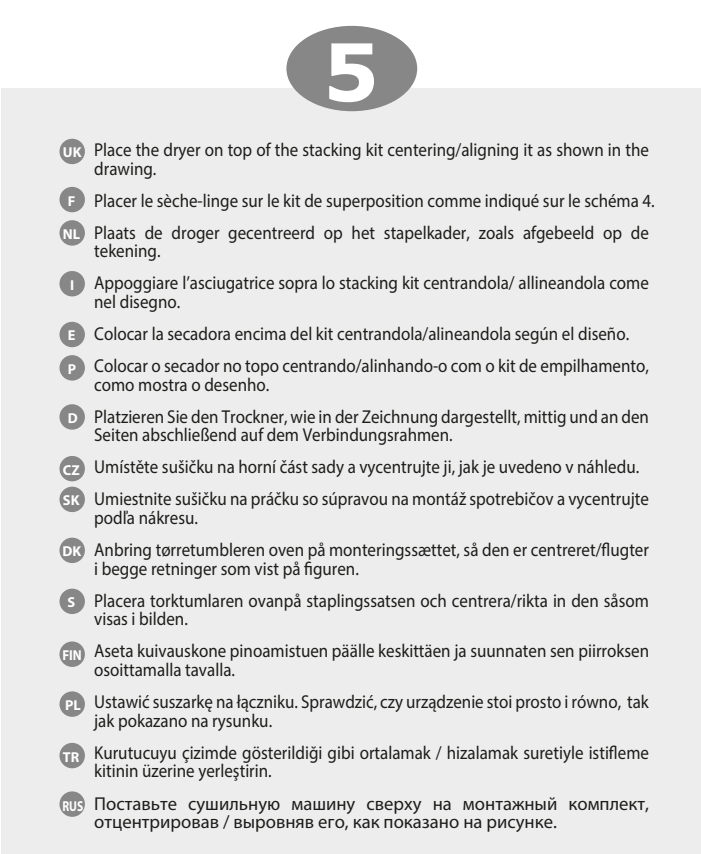 5
UK Place the dryer on top of the stacking kit centering/aligning it as shown in the
drawing.
F Placer le sèche-linge sur le kit de superposition comme indiqué sur le schéma 4.
NL Plaats de droger gecentreerd op het stapelkader, zoals afgebeeld op de
tekening.
I Appoggiare l'asciugatrice sopra lo stacking kit centrandola/ allineandola come
nel disegno.
E Colocar la secadora encima del kit centrandola/alineandola según el diseño.
P Colocar o secador no topo centrando/alinhando-o com o kit de empilhamento,
como mostra o desenho.
D Platzieren Sie den Trockner, wie in der Zeichnung dargestellt, mittig und an den
Seiten abschließend auf dem Verbindungsrahmen.
CZ Umístěte sušičku na horní část sady a vycentrujte ji, jak je uvedeno v náhledu.
SK Umiestnite sušičku na práčku so súpravou na montáž spotrebičov a vycentrujte
podľa nákresu.
DK Anbring tørretumbleren oven på monteringssættet, så den er centreret/flugter
i begge retninger som vist på figuren.
S Placera torktumlaren ovanpå staplingssatsen och centrera/rikta in den såsom
visas i bilden.
FIN Aseta kuivauskone pinoamistuen päälle keskittäen ja suunnaten sen piirroksen
osoittamalla tavalla.
PL Ustawić suszarkę na łączniku. Sprawdzić, czy urządzenie stoi prosto i równo, tak
jak pokazano na rysunku.
TR Kurutucuyu çizimde gösterildiği gibi ortalamak / hizalamak suretiyle istifleme
kitinin üzerine yerleştirin.
RUS Поставьте сушильную машину сверху на монтажный комплект,
отцентрировав / выровняв его, как показано на рисунке.